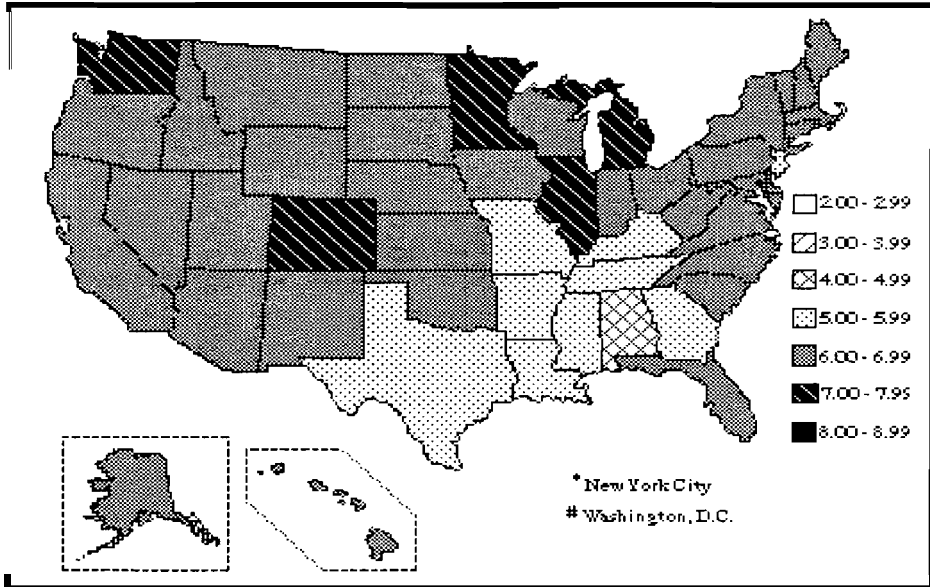 2.00 - 2.99
3.00 - 3.99
4.00 - 4.99
5.00 - 5.99
6.00 - 6.99
7.00 - 7.95
8.00 - 8.99
* New York City
# Washington, D.C.